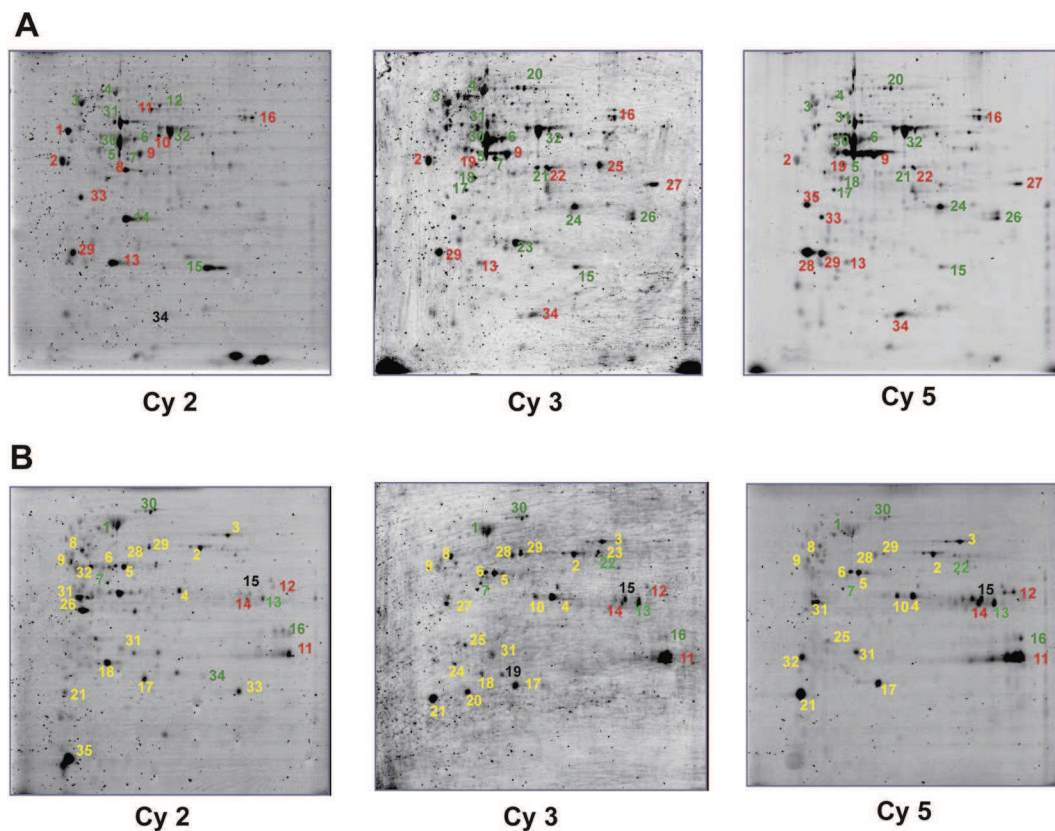 A
4 20 4 20
3 11 12 3 3
31 16 31 16 31 16
1 30 6 10 32 30 6 32 30 6 32
2 5 7 9 2 19 5 7 9 25 2 19 5 9
8 18 21 22 27 18 21 22 27
33 17 35 17
14 24 26 33 24 26
29 13 23
15 29 13 15 28 29 13 15
34 34 34
Cy 2 Cy 3 Cy 5
B
30 30 30
1 3 1 3 1 3
8 28 29 2 8 28 29 23 8 28 29 2
9 6 9 2 22 9 22
32 7 5 6 5 6 5
31 4 15 12 7 15 12 7 15 12
26 14 13 27 10 4 14 13 31 10 4 14 13
31 16 25 31 16 25 16
18 11 24 19 11 32 31 11
21 17 34 33 18 17 17
21 20 21
35
Cy 2 Cy 3 Cy 5